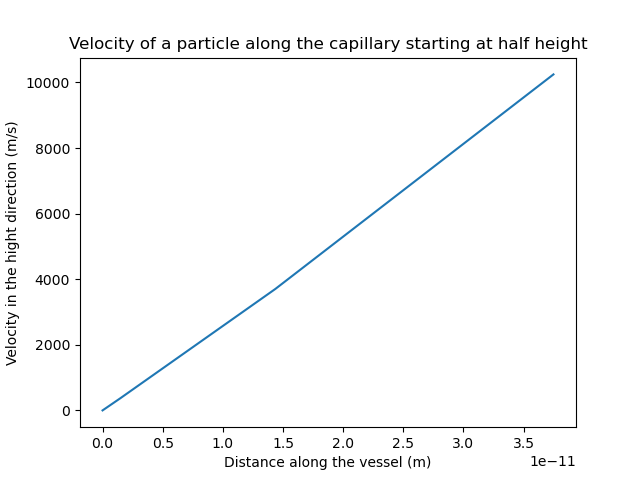 Velocity of a particle along the capillary starting at half height
Velocity in the hight direction (m/s)
10000
8000
6000
4000
2000
0
0.0 0.5 1.0 1.5 2.0 2.5 3.0 3.5
1e−11
Distance along the vessel (m)